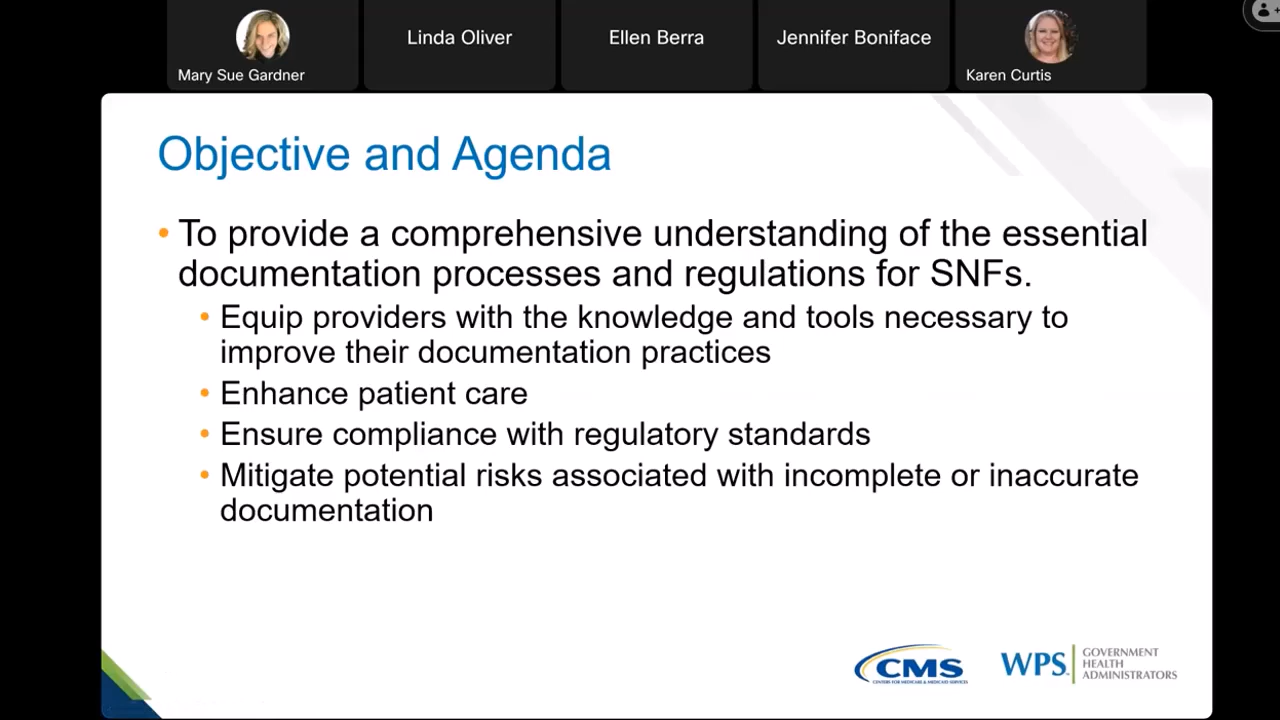 Linda Oliver
Ellen Berra
Jennifer Boniface
Mary Sue Gardner
Karen Curtis
Objective and Agenda
• To provide a comprehensive understanding of the essential
documentation processes and regulations for SNFs.
• Equip providers with the knowledge and tools necessary to
improve their documentation practices
• Enhance patient care
• Ensure compliance with regulatory standards
• Mitigate potential risks associated with incomplete or inaccurate
documentation
CMS
CENTERS FOR MEDICARE & MEDICAID SERVICES
WPS
GOVERNMENT
HEALTH
ADMINISTRATORS